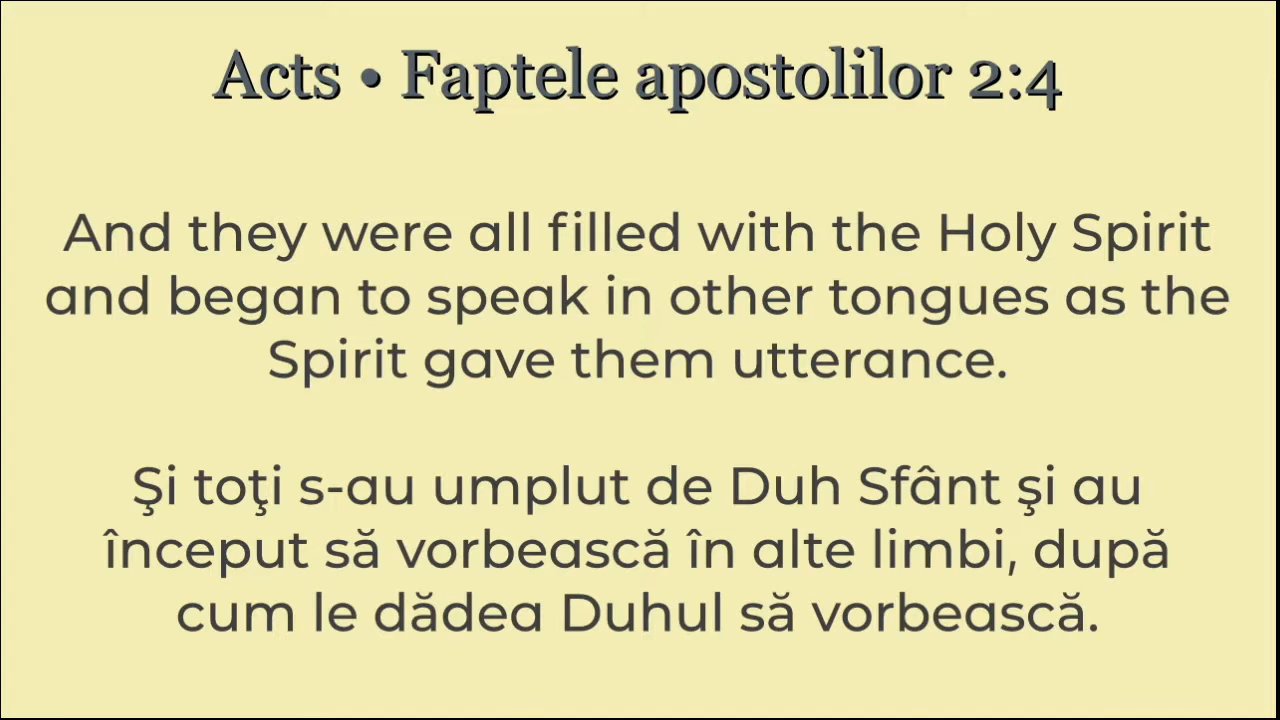 Acts • Faptele apostolilor 2:4
And they were all filled with the Holy Spirit
and began to speak in other tongues as the
Spirit gave them utterance.
Şi toţi s-au umplut de Duh Sfânt şi au
început să vorbească în alte limbi, după
cum le dădea Duhul să vorbească.